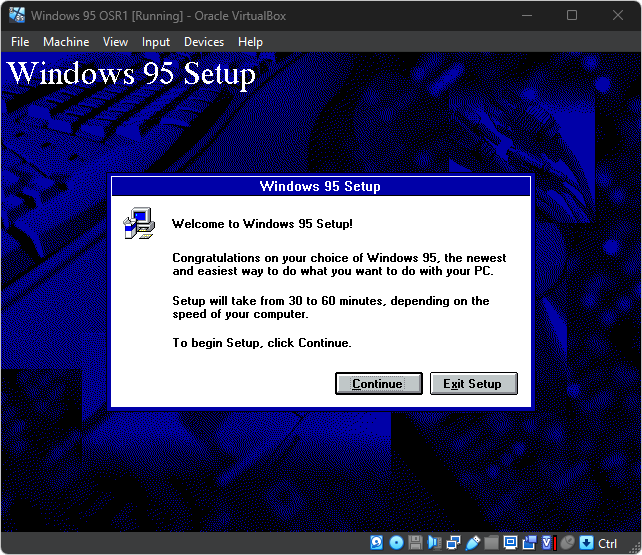 Windows 95 OSR1 [Running] - Oracle VirtualBox
File Machine View Input Devices Help
Windows 95 Setup
Windows 95 Setup
Welcome to Windows 95 Setup!
Congratulations on your choice of Windows 95, the newest
and easiest way to do what you want to do with your PC.
Setup will take from 30 to 60 minutes, depending on the
speed of your computer.
To begin Setup, click Continue.
Continue Exit Setup
Ctrl